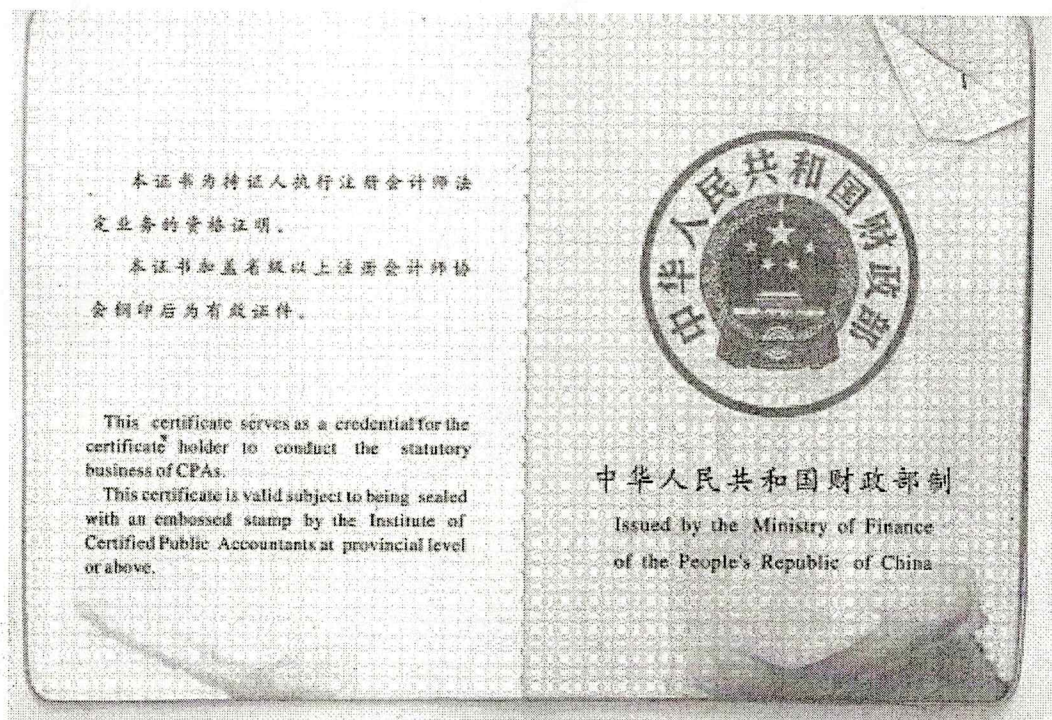 本证书为持证人执行注册会计师法
定业务的资格证明。
本证书加盖省级以上注册会计师协
会钢印后为有效证件。
This certificate serves as a credential for the
certificate holder to conduct the statutory
business of CPAs.
This certificate is valid subject to being sealed
with an embossed stamp by the Institute of
Certified Public Accountants at provincial level
or above.
中华人民共和国财政部
中华人民共和国财政部制
Issued by the Ministry of Finance
of the People's Republic of China